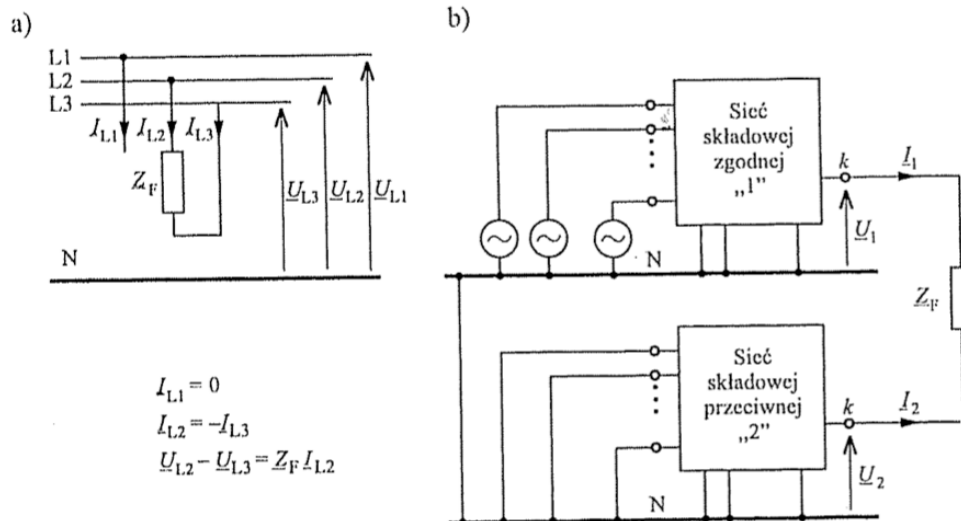 a)
L1
L2
L3
I_L1 I_L2 I_L3
Z_F
U_L3 U_L2 U_L1
N
I_L1 = 0
I_L2 = -I_L3
U_L2 - U_L3 = Z_F I_L2
b)
Sieć
składowej
zgodnej
„1”
k
I_1
U_1
N
Z_F
Sieć
składowej
przeciwnej
„2”
k
I_2
U_2
N